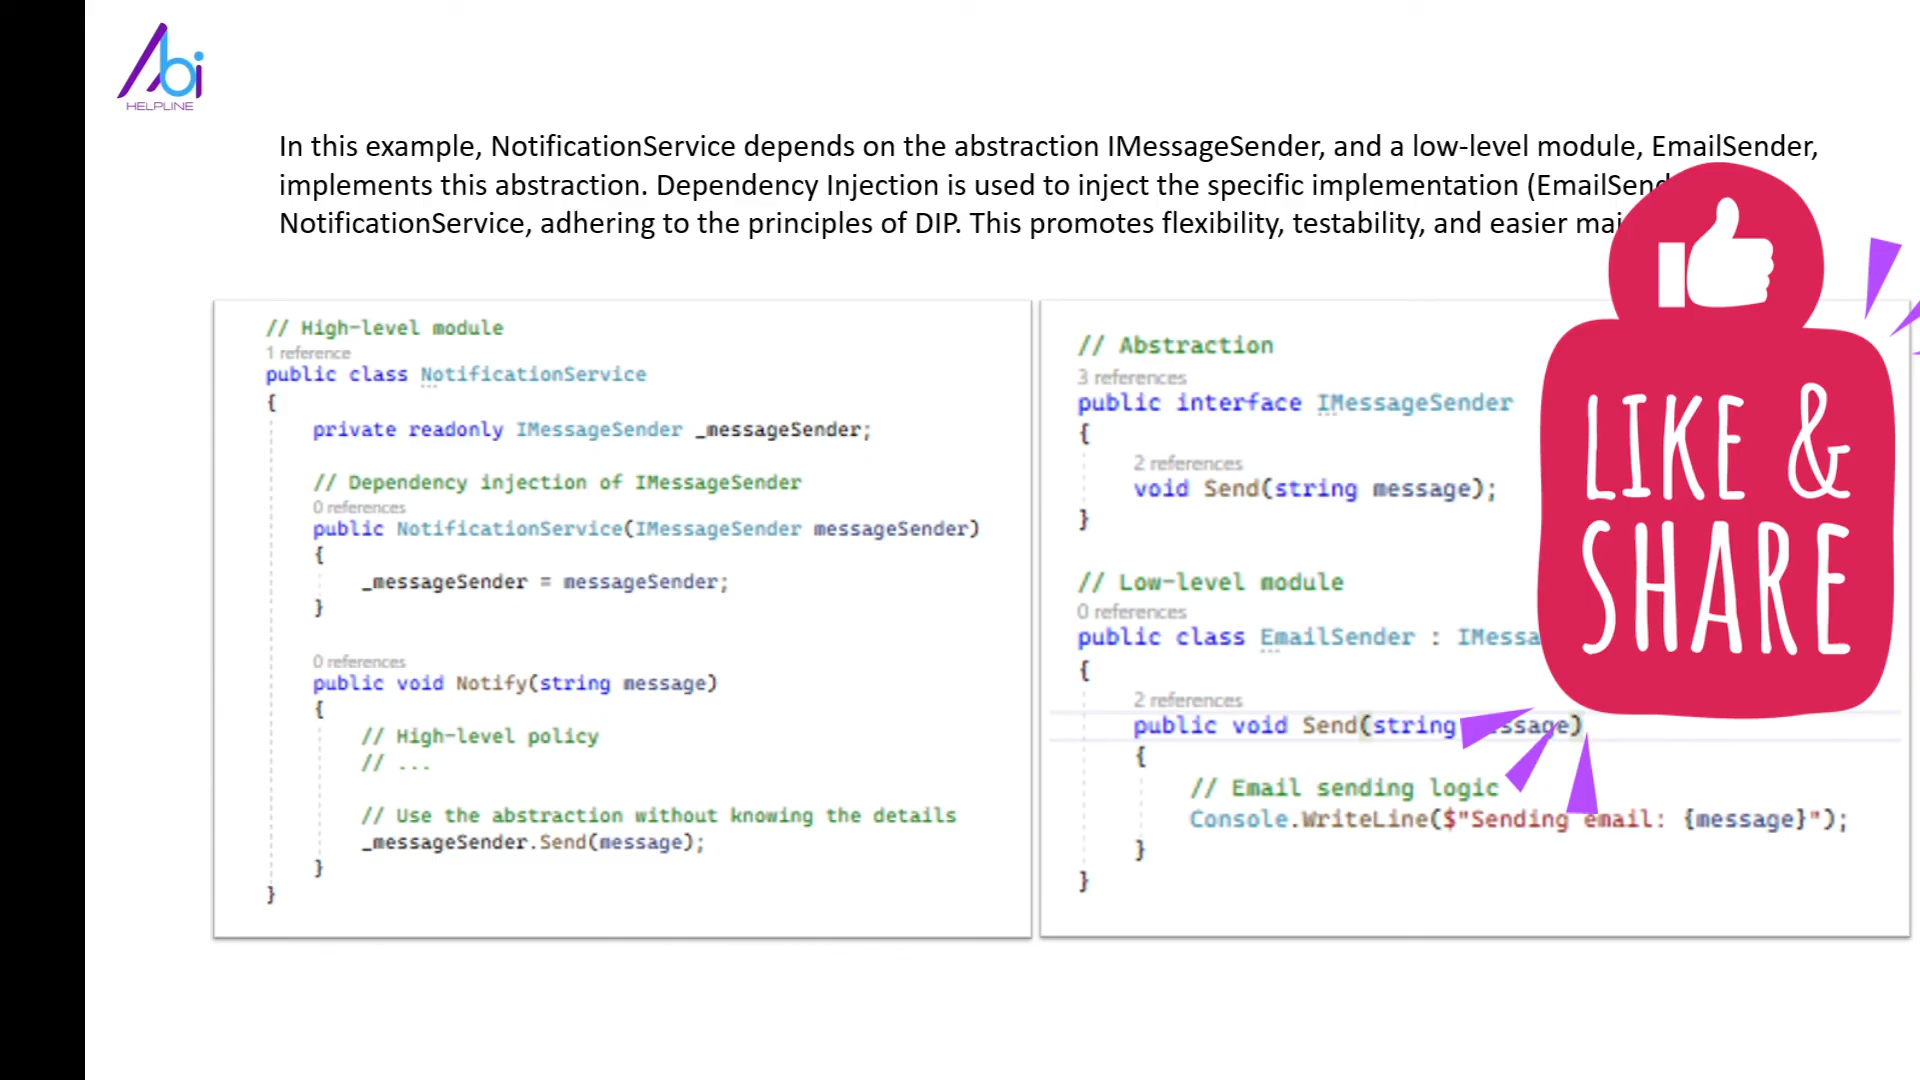 Abi
HELPLINE
In this example, NotificationService depends on the abstraction IMessageSender, and a low-level module, EmailSender,
implements this abstraction. Dependency Injection is used to inject the specific implementation
NotificationService, adhering to the principles of DIP. This promotes flexibility, testability, and easier
// High-level module
1 reference
public class NotificationService
{
private readonly IMessageSender _messageSender;
// Dependency injection of IMessageSender
0 references
public NotificationService(IMessageSender messageSender)
{
_messageSender = messageSender;
}
0 references
public void Notify(string message)
{
// High-level policy
// ...
// Use the abstraction without knowing the details
_messageSender.Send(message);
}
}
// Abstraction
3 references
public interface IMessageSender
{
2 references
void Send(string message);
}
// Low-level module
0 references
public class EmailSender :
{
2 references
public void Send(string
{
// Email sending logic
Console.WriteLine($"Sending email: {message}");
}
}
LIKE &
SHARE